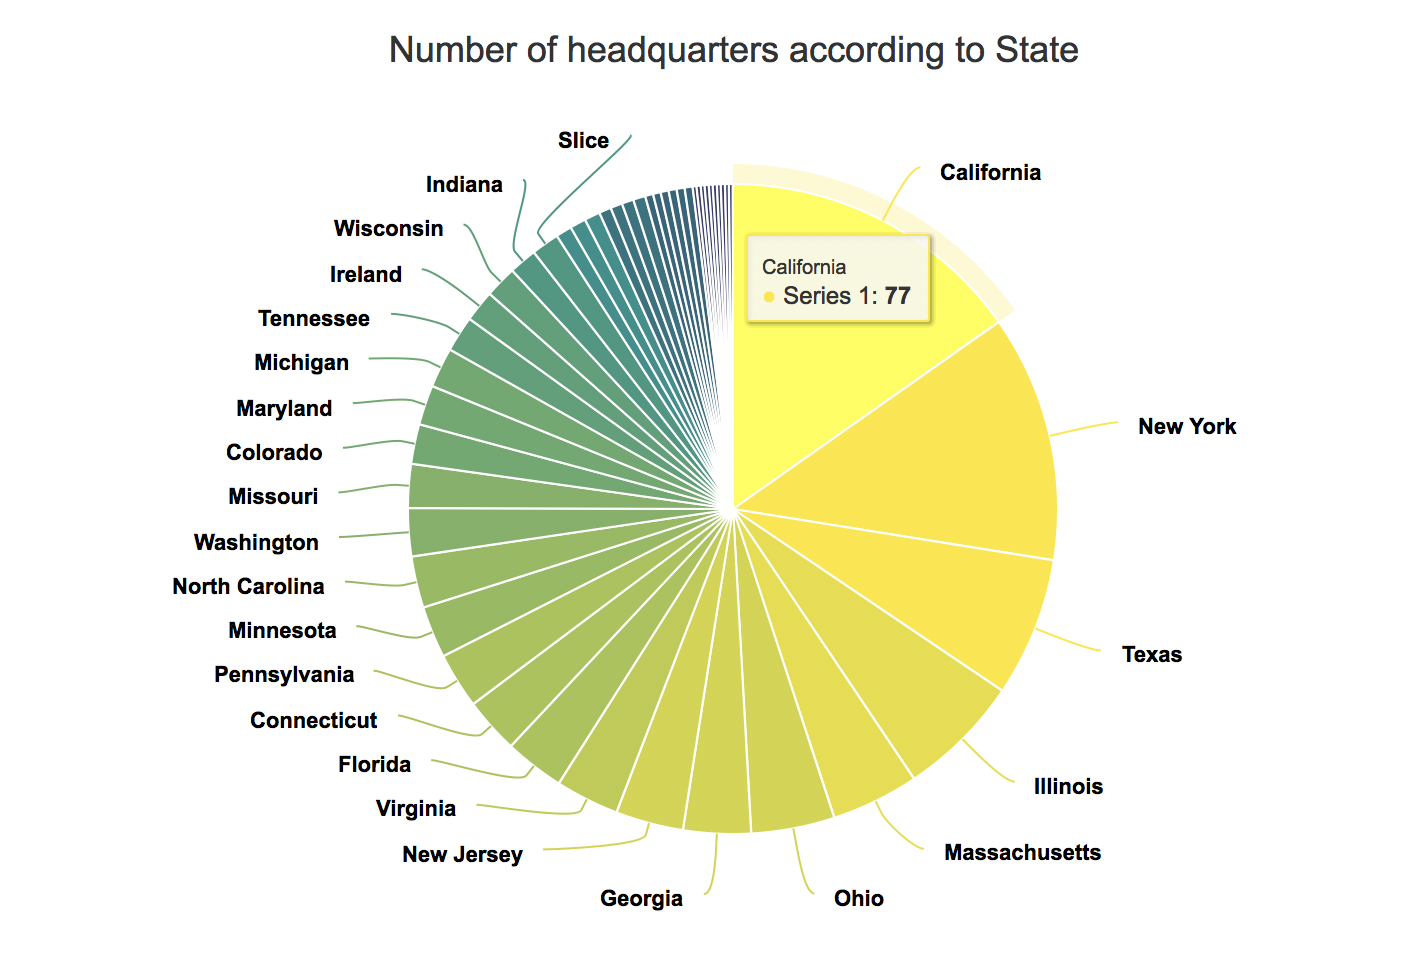 Number of headquarters according to State
Slice
California
Indiana
Wisconsin
California
Series 1: 77
Ireland
Tennessee
Michigan
Maryland
New York
Colorado
Missouri
Washington
North Carolina
Minnesota
Texas
Pennsylvania
Connecticut
Florida
Illinois
Virginia
New Jersey
Massachusetts
Georgia
Ohio